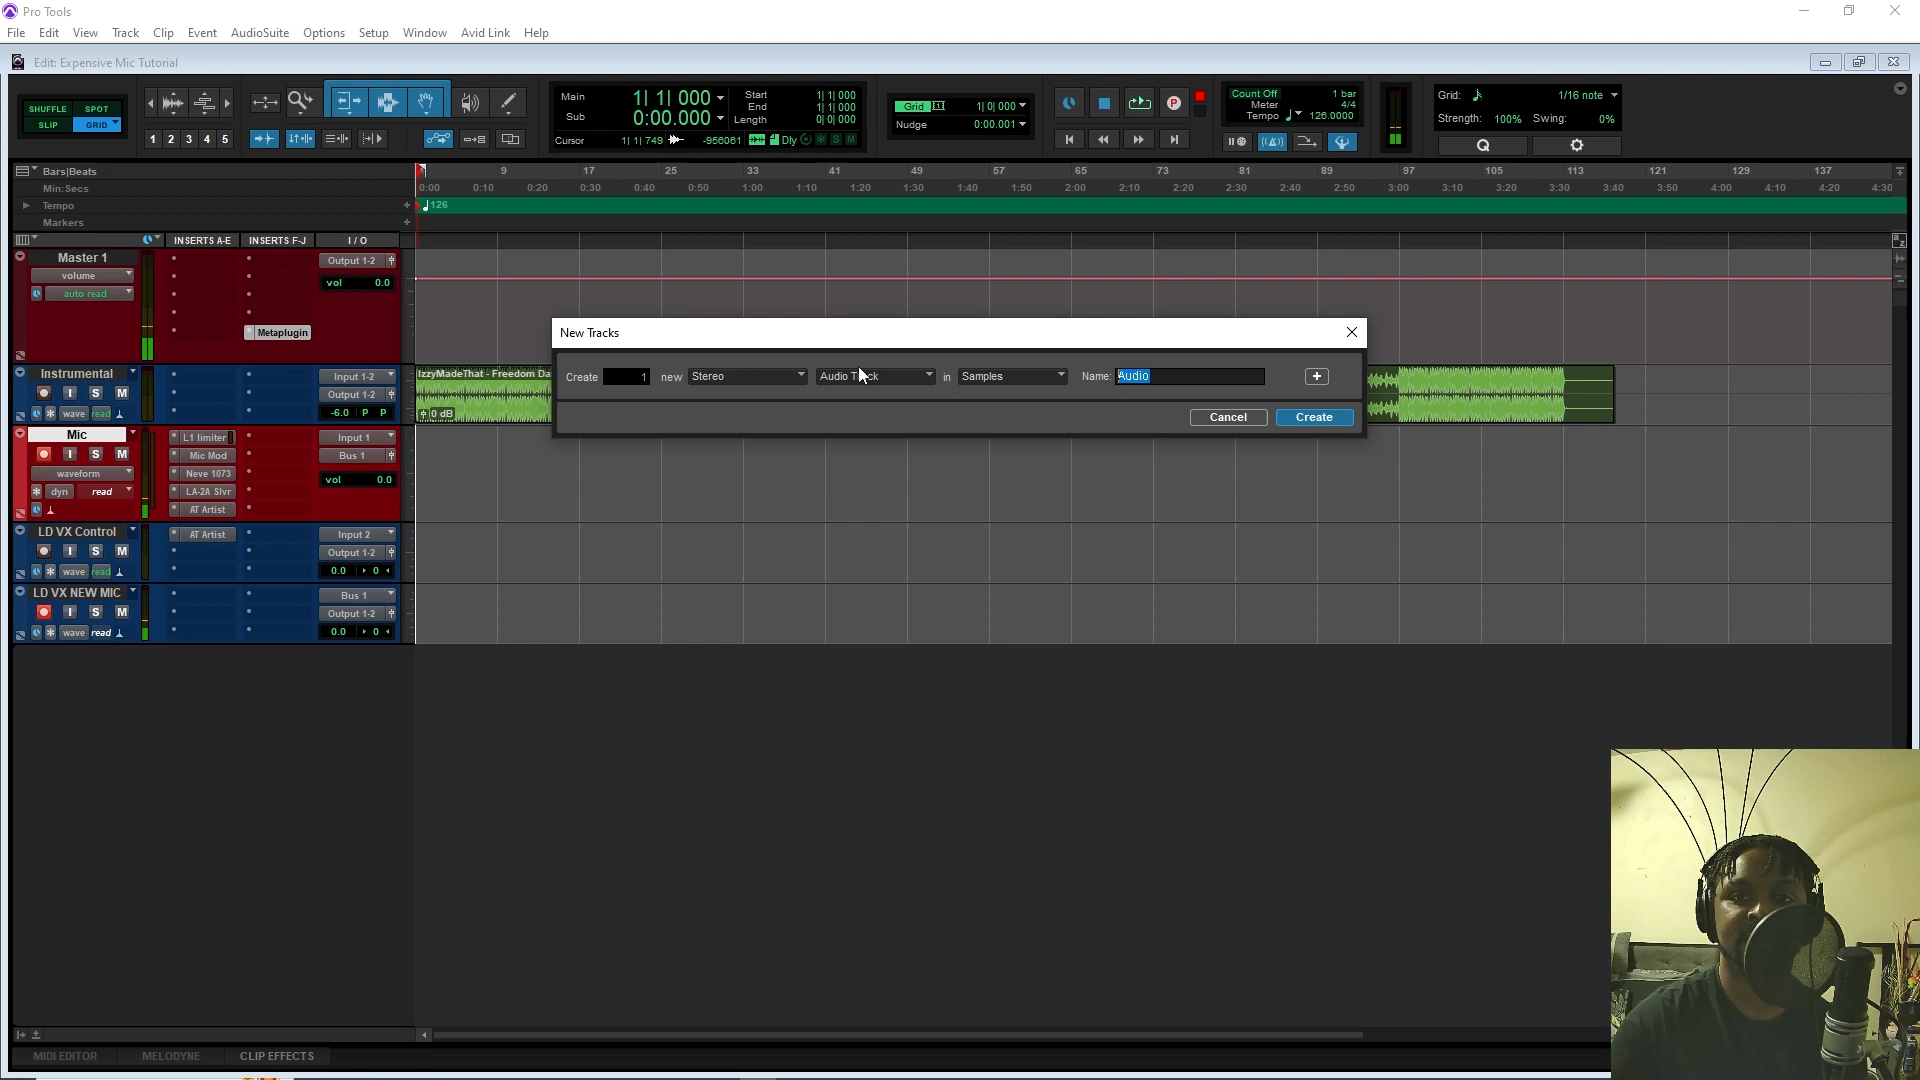 Pro Tools
File Edit View Track Clip Event AudioSuite Options Setup Window Avid Link Help
Edit: Expensive Mic Tutorial
SHUFFLE SPOT
SLIP GRID
1 2 3 4 5
Main 1| 1| 000
Sub 0:00.000
Start 1| 1| 000
End 1| 1| 000
Length 0| 0| 000
Cursor 1| 1| 749 -956061 Dly S M
Grid 1| 0| 000
Nudge 0:00.001
P
Count Off 1 bar
Meter 4/4
Tempo 126.0000
Grid: 1/16 note
Strength: 100% Swing: 0%
Q
Bars|Beats
9 17 25 33 41 49 57 65 73 81 89 97 105 113 121 129 137
Min:Secs
0:00 0:10 0:20 0:30 0:40 0:50 1:00 1:10 1:20 1:30 1:40 1:50 2:00 2:10 2:20 2:30 2:40 2:50 3:00 3:10 3:20 3:30 3:40 3:50 4:00 4:10 4:20 4:30
Tempo
126
Markers
INSERTS A-E INSERTS F-J I / O
a z
Master 1
volume
auto read
Output 1-2
vol 0.0
Metaplugin
New Tracks
Create 1 new Stereo Audio Track in Samples Name: Audio
Cancel Create
Instrumental
I S M
wave read
Input 1-2
Output 1-2
-6.0 P P
IzzyMadeThat - Freedom Da
0 dB
Mic
I S M
waveform
dyn read
L1 limiter
Mic Mod
Neve 1073
LA-2A Slvr
AT Artist
Input 1
Bus 1
vol 0.0
LD VX Control
I S M
wave read
AT Artist
Input 2
Output 1-2
0.0 0
LD VX NEW MIC
I S M
wave read
Bus 1
Output 1-2
0.0 0
MIDI EDITOR MELODYNE CLIP EFFECTS